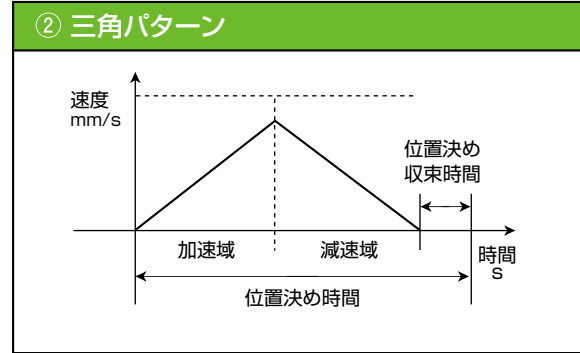 ② 三角パターン
速度
mm/s
位置決め
収束時間
加速域
減速域
時間
s
位置決め時間